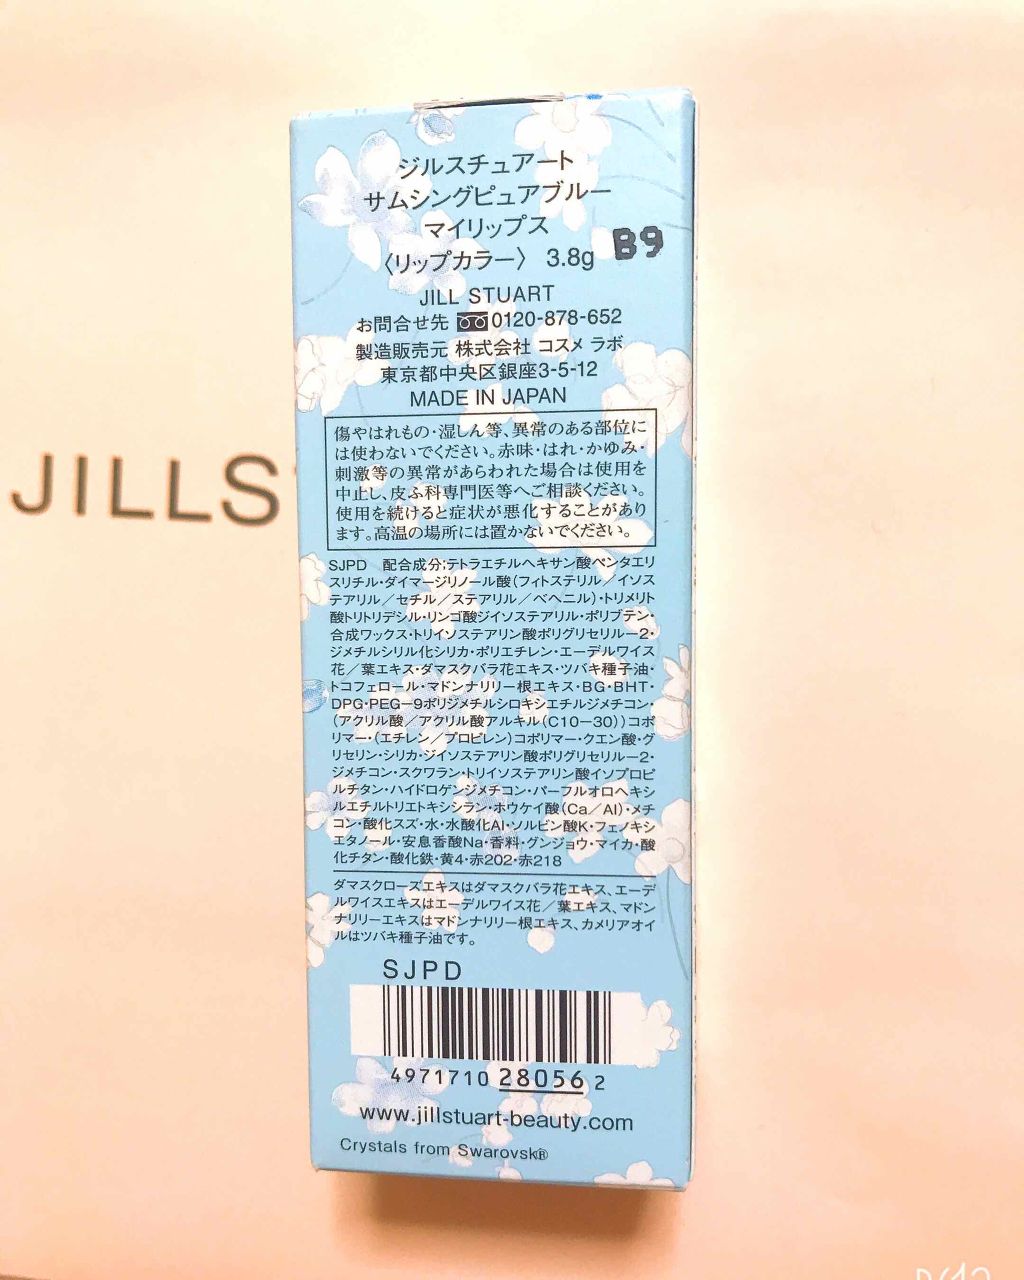 ジルスチュアート
サムシングピュアブルー
マイリップス
〈リップカラー〉 3.8g B9
JILL STUART
お問合せ先 0120-878-652
製造販売元 株式会社 コスメ ラボ
東京都中央区銀座3-5-12
MADE IN JAPAN
傷やはれもの・湿しん等、異常のある部位に
は使わないでください。赤味・はれ・かゆみ・
刺激等の異常があらわれた場合は使用を
中止し、皮ふ科専門医等へご相談ください。
使用を続けると症状が悪化することがあり
ます。高温の場所には置かないでください。
SJPD 配合成分;テトラエチルヘキサン酸ペンタエリ
スリチル・ダイマージリノール酸(フィトステリル/イソス
テアリル/セチル/ステアリル/ベヘニル)・トリメリト
酸トリトリデシル・リンゴ酸ジイソステアリル・ポリブテン・
合成ワックス・トリイソステアリン酸ポリグリセリル-2・
ジメチルシリル化シリカ・ポリエチレン・エーデルワイス
花/葉エキス・ダマスクバラ花エキス・ツバキ種子油・
トコフェロール・マドンナリリー根エキス・BG・BHT・
DPG・PEG-9ポリジメチルシロキシエチルジメチコン・
(アクリル酸/アクリル酸アルキル(C10-30))コポ
リマー・(エチレン/プロピレン)コポリマー・クエン酸・グ
リセリン・シリカ・ジイソステアリン酸ポリグリセリル-2・
ジメチコン・スクワラン・トリイソステアリン酸イソプロピ
ルチタン・ハイドロゲンジメチコン・パーフルオロヘキシ
ルエチルトリエトキシシラン・ホウケイ酸(Ca/Al)・メチ
コン・酸化スズ・水・水酸化Al・ソルビン酸K・フェノキシ
エタノール・安息香酸Na・香料・グンジョウ・マイカ・酸
化チタン・酸化鉄・黄4・赤202・赤218
ダマスクローズエキスはダマスクバラ花エキス、エーデ
ルワイスエキスはエーデルワイス花/葉エキス、マドン
ナリリーエキスはマドンナリリー根エキス、カメリアオイ
ルはツバキ種子油です。
SJPD
4971710 28056 2
www.jillstuart-beauty.com
Crystals from Swarovski®
JILLS